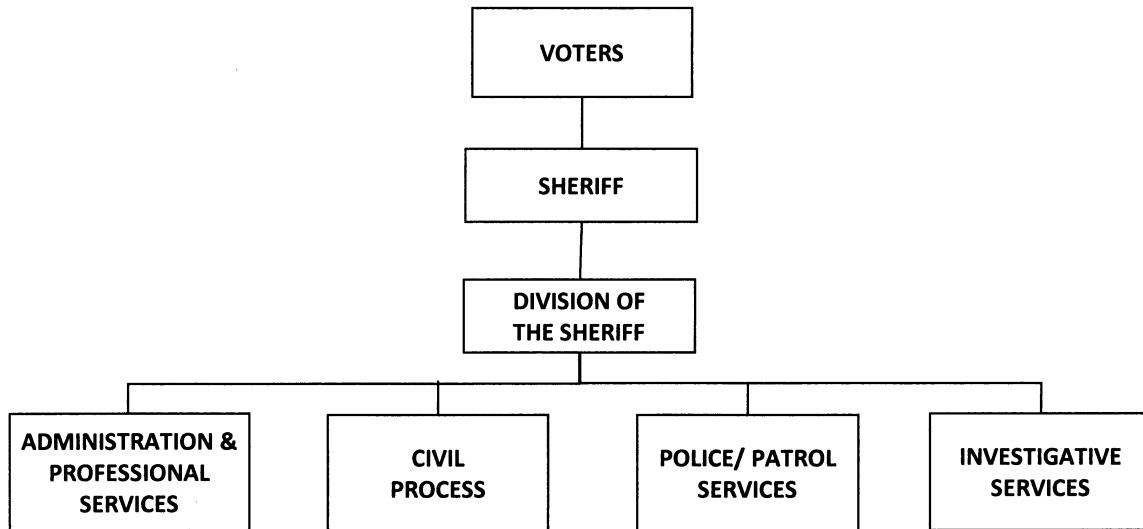 VOTERS
SHERIFF
DIVISION OF
THE SHERIFF
ADMINISTRATION &
PROFESSIONAL
SERVICES
CIVIL
PROCESS
POLICE/ PATROL
SERVICES
INVESTIGATIVE
SERVICES